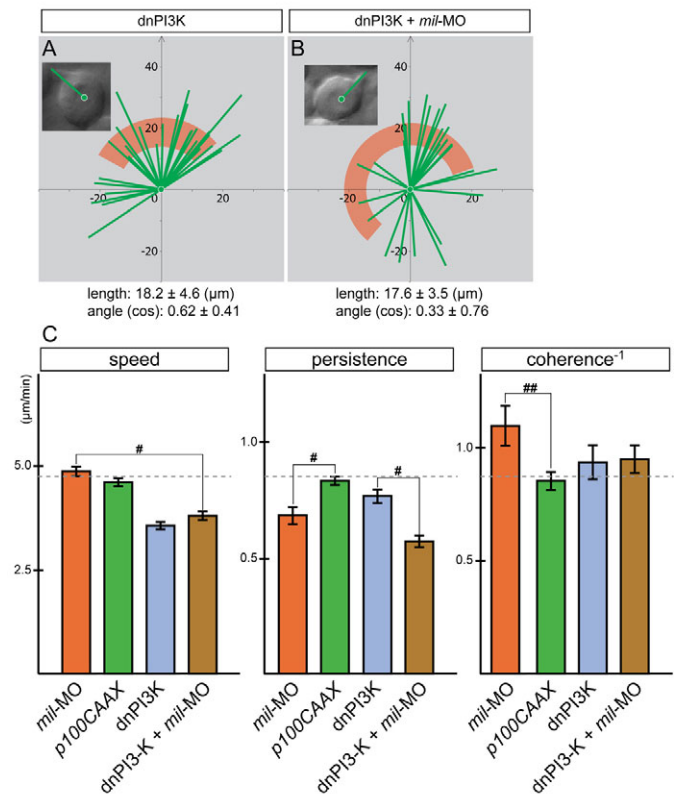 dnPI3K
dnPI3K + mil-MO
A
B
40
20
-20
20
-20
40
20
-20
20
-20
length: 18.2 ± 4.6 (µm)
angle (cos): 0.62 ± 0.41
length: 17.6 ± 3.5 (µm)
angle (cos): 0.33 ± 0.76
C
speed
persistence
coherence⁻¹
(µm/min)
5.0
2.5
#
1.0
0.5
#
#
1.0
0.5
##
mil-MO
p100CAAX
dnPI3K
dnPI3-K + mil-MO
mil-MO
p100CAAX
dnPI3K
dnPI3-K + mil-MO
mil-MO
p100CAAX
dnPI3K
dnPI3-K + mil-MO